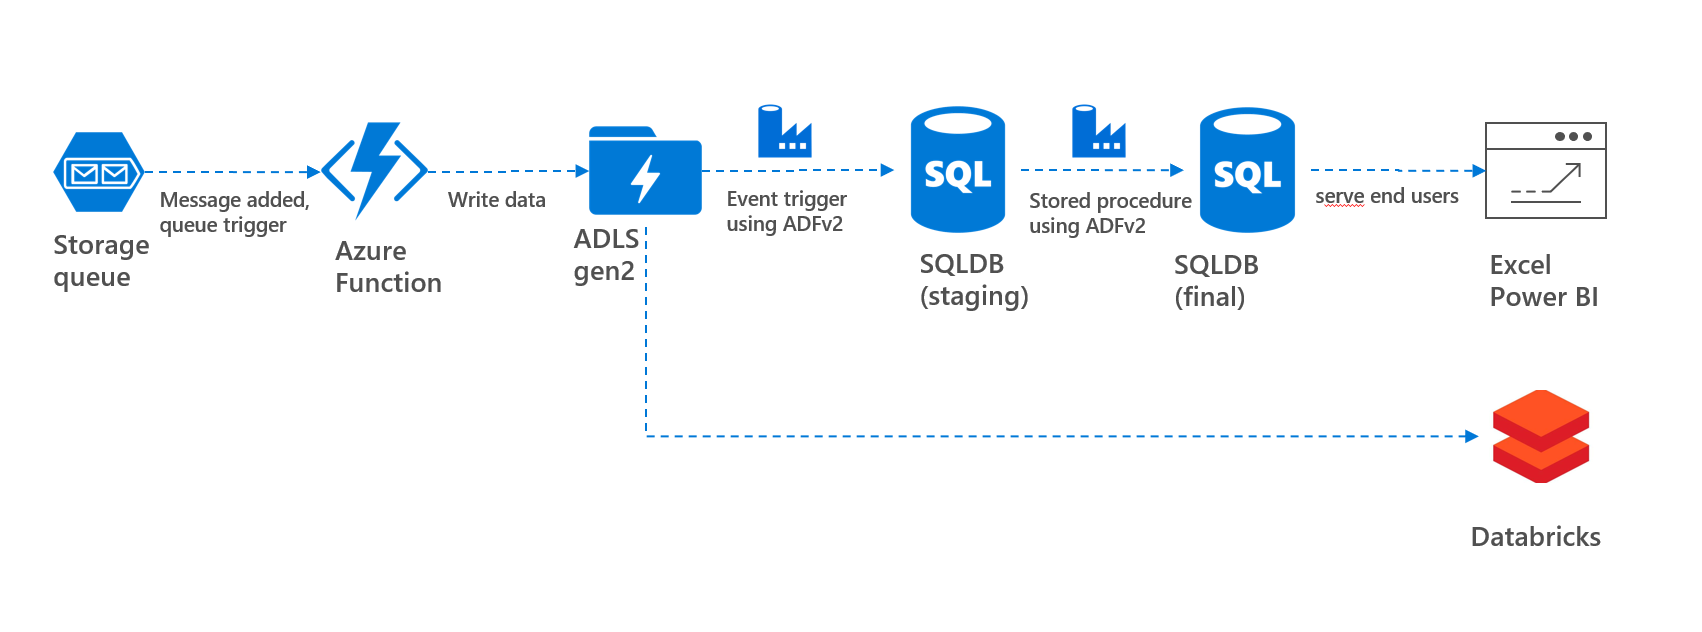 Message added,
queue trigger
Write data
Event trigger
using ADFv2
SQL
Stored procedure
using ADFv2
SQL
serve end users
Storage
queue
Azure
Function
ADLS
gen2
SQLDB
(staging)
SQLDB
(final)
Excel
Power BI
Databricks